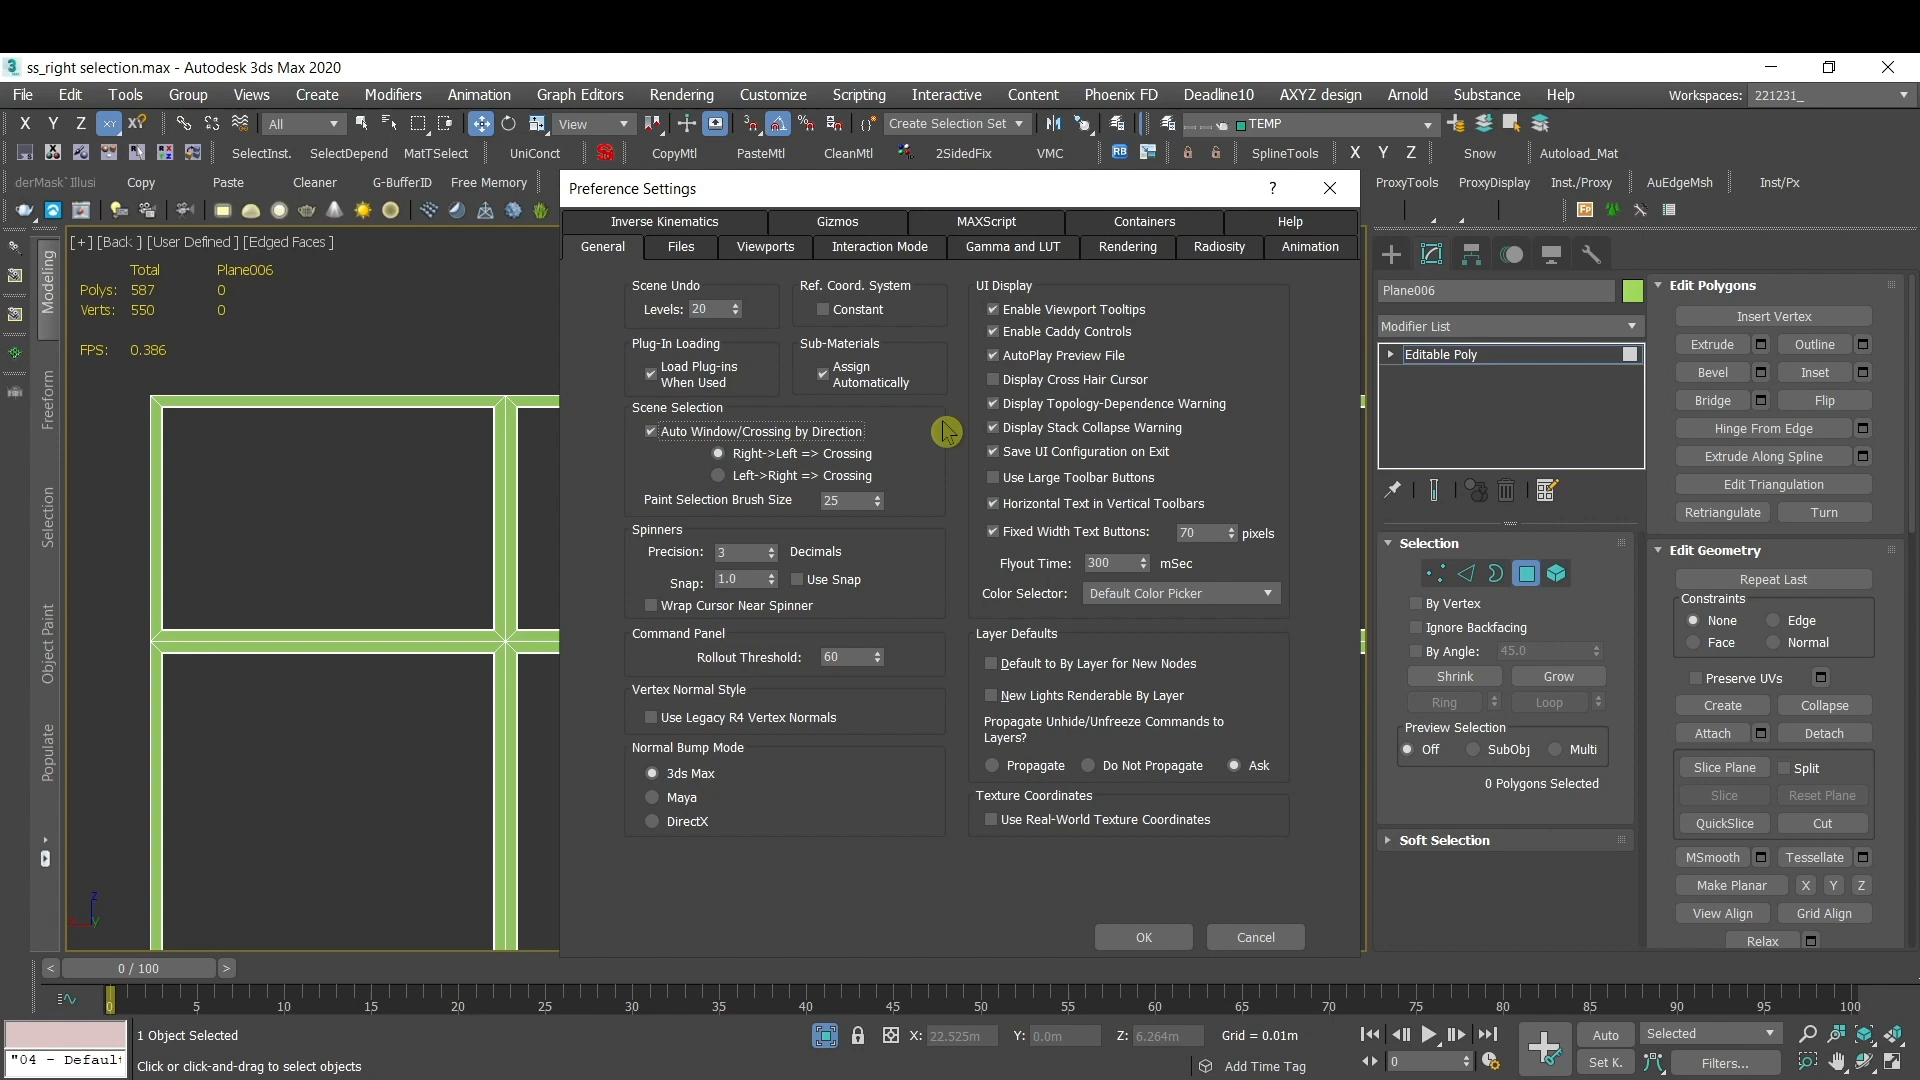 ss_right selection.max - Autodesk 3ds Max 2020
File Edit Tools Group Views Create Modifiers Animation Graph Editors Rendering Customize Scripting Interactive Content Phoenix FD Deadline10 AXYZ design Arnold Substance Help Workspaces: 221231_
X Y Z XY All View Create Selection Set TEMP
SelectInst. SelectDepend MatTSelect UniConct CopyMtl PasteMtl CleanMtl 2SidedFix VMC RB SplineTools X Y Z Snow Autoload_Mat
derMask`Illusi Copy Paste Cleaner G-BufferID Free Memory ProxyTools ProxyDisplay Inst./Proxy AuEdgeMsh Inst/Px
Preference Settings
?
Inverse Kinematics Gizmos MAXScript Containers Help
General Files Viewports Interaction Mode Gamma and LUT Rendering Radiosity Animation
[+] [Back ] [User Defined ] [Edged Faces ]
Total Plane006
Polys: 587 0
Verts: 550 0
FPS: 0.386
Modeling
Freeform
Selection
Object Paint
Populate
Scene Undo
Levels: 20
Ref. Coord. System
Constant
Plug-In Loading
Load Plug-ins
When Used
Sub-Materials
Assign
Automatically
Scene Selection
Auto Window/Crossing by Direction
Right->Left => Crossing
Left->Right => Crossing
Paint Selection Brush Size 25
Spinners
Precision: 3 Decimals
Snap: 1.0 Use Snap
Wrap Cursor Near Spinner
Command Panel
Rollout Threshold: 60
Vertex Normal Style
Use Legacy R4 Vertex Normals
Normal Bump Mode
3ds Max
Maya
DirectX
UI Display
Enable Viewport Tooltips
Enable Caddy Controls
AutoPlay Preview File
Display Cross Hair Cursor
Display Topology-Dependence Warning
Display Stack Collapse Warning
Save UI Configuration on Exit
Use Large Toolbar Buttons
Horizontal Text in Vertical Toolbars
Fixed Width Text Buttons: 70 pixels
Flyout Time: 300 mSec
Color Selector: Default Color Picker
Layer Defaults
Default to By Layer for New Nodes
New Lights Renderable By Layer
Propagate Unhide/Unfreeze Commands to
Layers?
Propagate Do Not Propagate Ask
Texture Coordinates
Use Real-World Texture Coordinates
OK Cancel
Plane006
Modifier List
Editable Poly
Selection
By Vertex
Ignore Backfacing
By Angle: 45.0
Shrink Grow
Ring Loop
Preview Selection
Off SubObj Multi
0 Polygons Selected
Soft Selection
Edit Polygons
Insert Vertex
Extrude Outline
Bevel Inset
Bridge Flip
Hinge From Edge
Extrude Along Spline
Edit Triangulation
Retriangulate Turn
Edit Geometry
Repeat Last
Constraints
None Edge
Face Normal
Preserve UVs
Create Collapse
Attach Detach
Slice Plane Split
Slice Reset Plane
QuickSlice Cut
MSmooth Tessellate
Make Planar X Y Z
View Align Grid Align
Relax
< 0 / 100 >
0 5 10 15 20 25 30 35 40 45 50 55 60 65 70 75 80 85 90 95 100
1 Object Selected X: 22.525m Y: 0.0m Z: 6.264m Grid = 0.01m Auto Selected
"04 - Default Click or click-and-drag to select objects Add Time Tag 0 Set K. Filters...